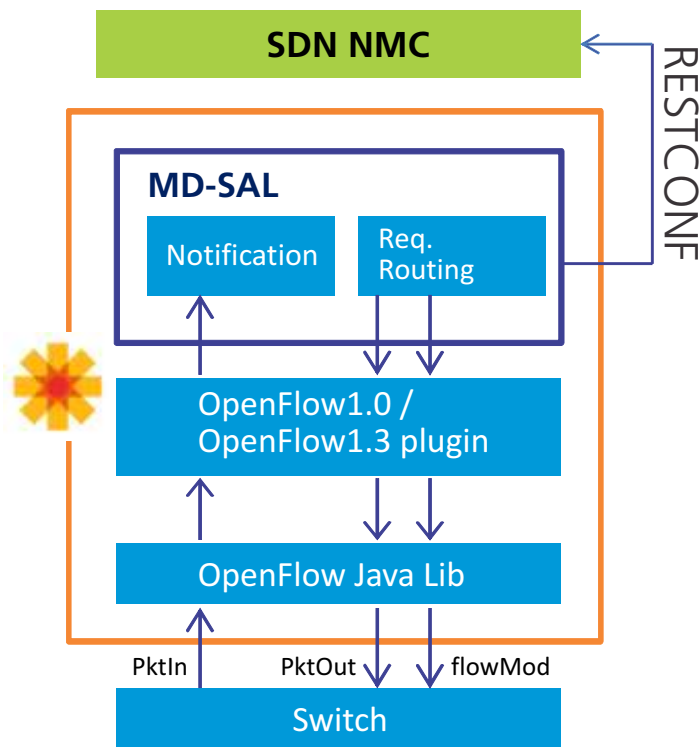 SDN NMC
RESTCONF
MD-SAL
Notification
Req.
Routing
OpenFlow1.0 /
OpenFlow1.3 plugin
OpenFlow Java Lib
PktIn
PktOut
flowMod
Switch